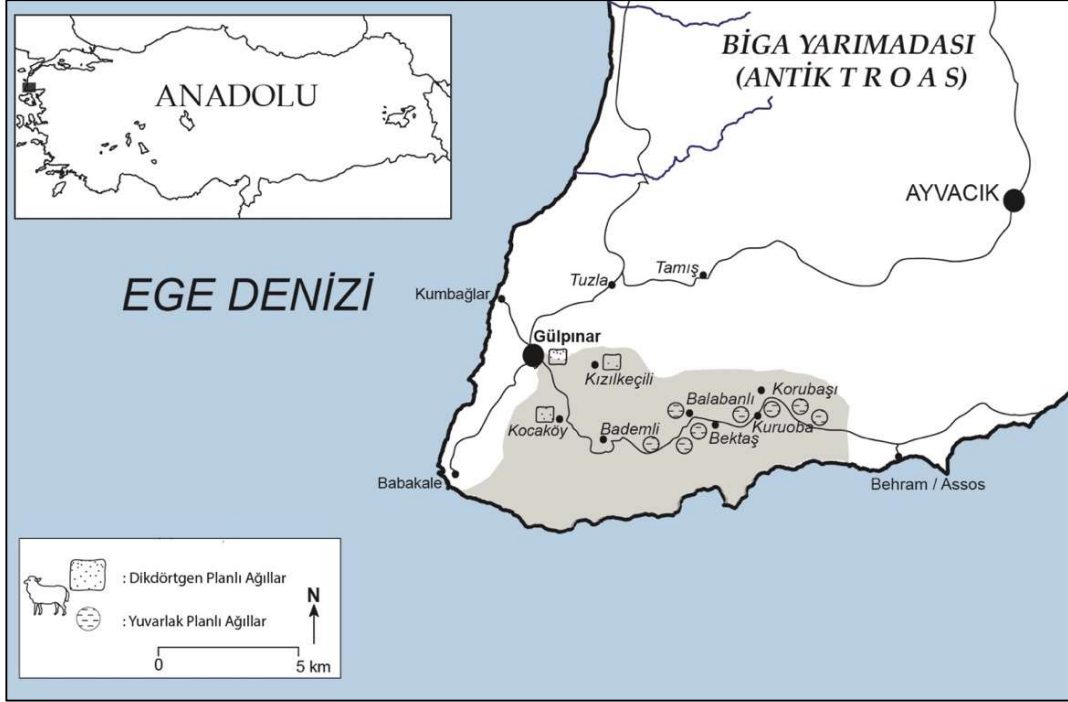 ANADOLU
BİGA YARIMADASI
(ANTİK T R O A S)
AYVACIK
EGE DENİZİ
Tamış
Tuzla
Kumbağlar
Gülpınar
Kızılkeçili
Korubaşı
Balabanlı
Kocaköy
Bademli
Bektaş
Kuruoba
Babakale
Behram / Assos
: Dikdörtgen Planlı Ağıllar
: Yuvarlak Planlı Ağıllar
N
0 5 km